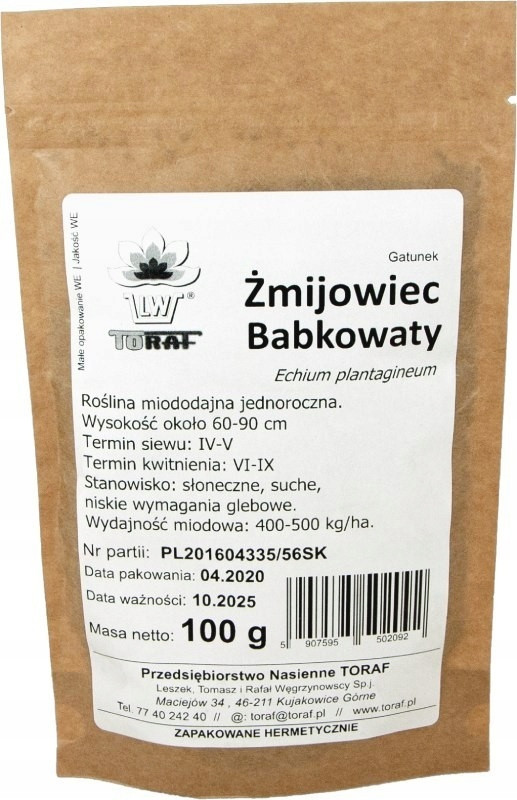 Małe opakowanie WE | Jakość WE
LW ®
TORAF
Gatunek
Żmijowiec
Babkowaty
Echium plantagineum
Roślina miododajna jednoroczna.
Wysokość około 60-90 cm
Termin siewu: IV-V
Termin kwitnienia: VI-IX
Stanowisko: słoneczne, suche,
niskie wymagania glebowe.
Wydajność miodowa: 400-500 kg/ha.
Nr partii: PL201604335/56SK
Data pakowania: 04.2020
Data ważności: 10.2025
Masa netto: 100 g
5 907595 502092
Przedsiębiorstwo Nasienne TORAF
Leszek, Tomasz i Rafał Węgrzynowscy Sp j.
Maciejów 34 , 46-211 Kujakowice Górne
Tel. 77 40 242 40 // @: toraf@toraf.pl // www.toraf.pl
ZAPAKOWANE HERMETYCZNIE